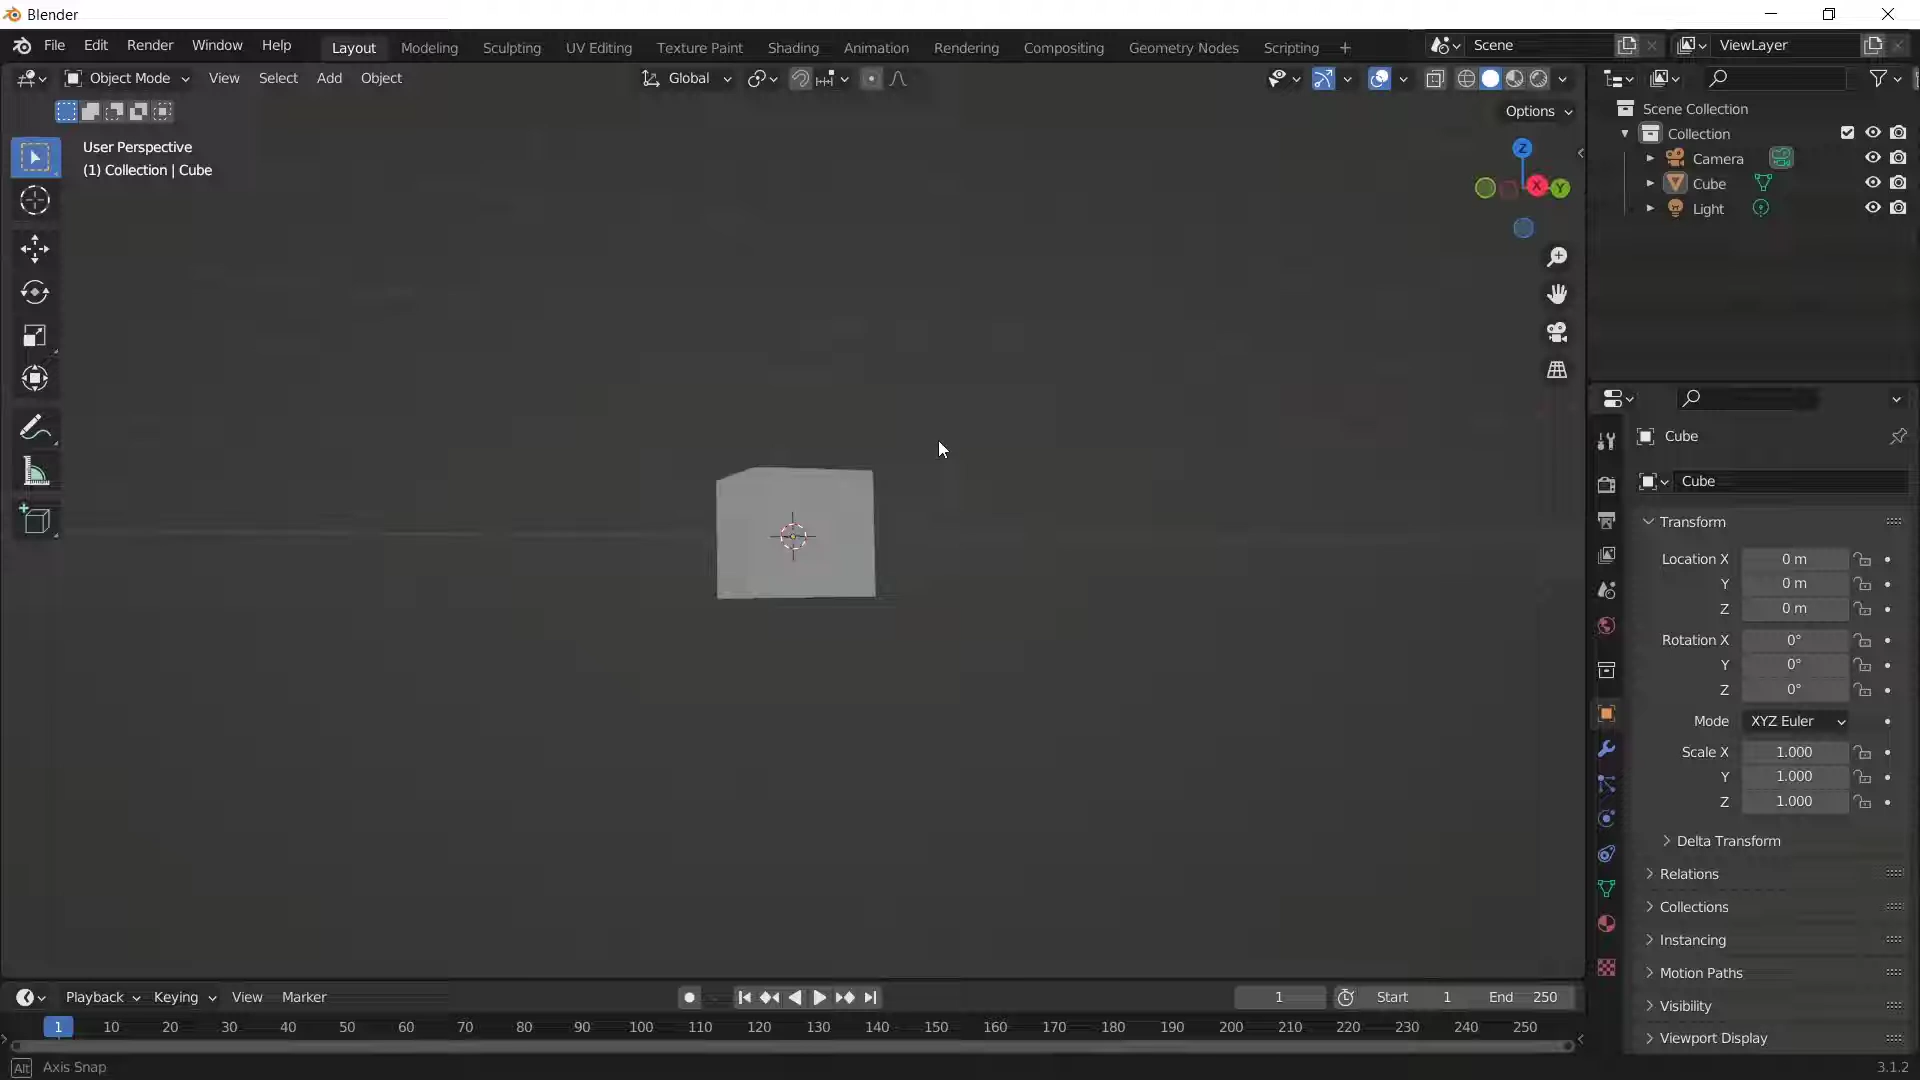 Blender
File Edit Render Window Help Layout Modeling Sculpting UV Editing Texture Paint Shading Animation Rendering Compositing Geometry Nodes Scripting + Scene ViewLayer
Object Mode View Select Add Object Global
Options
User Perspective
(1) Collection | Cube
Z
X
Y
Scene Collection
Collection
Camera
Cube
Light
Cube
Cube
Transform
Location X 0 m
Y 0 m
Z 0 m
Rotation X 0°
Y 0°
Z 0°
Mode XYZ Euler
Scale X 1.000
Y 1.000
Z 1.000
Delta Transform
Relations
Collections
Instancing
Motion Paths
Visibility
Viewport Display
Playback Keying View Marker 1 Start 1 End 250
1 10 20 30 40 50 60 70 80 90 100 110 120 130 140 150 160 170 180 190 200 210 220 230 240 250
Alt Axis Snap
3.1.2